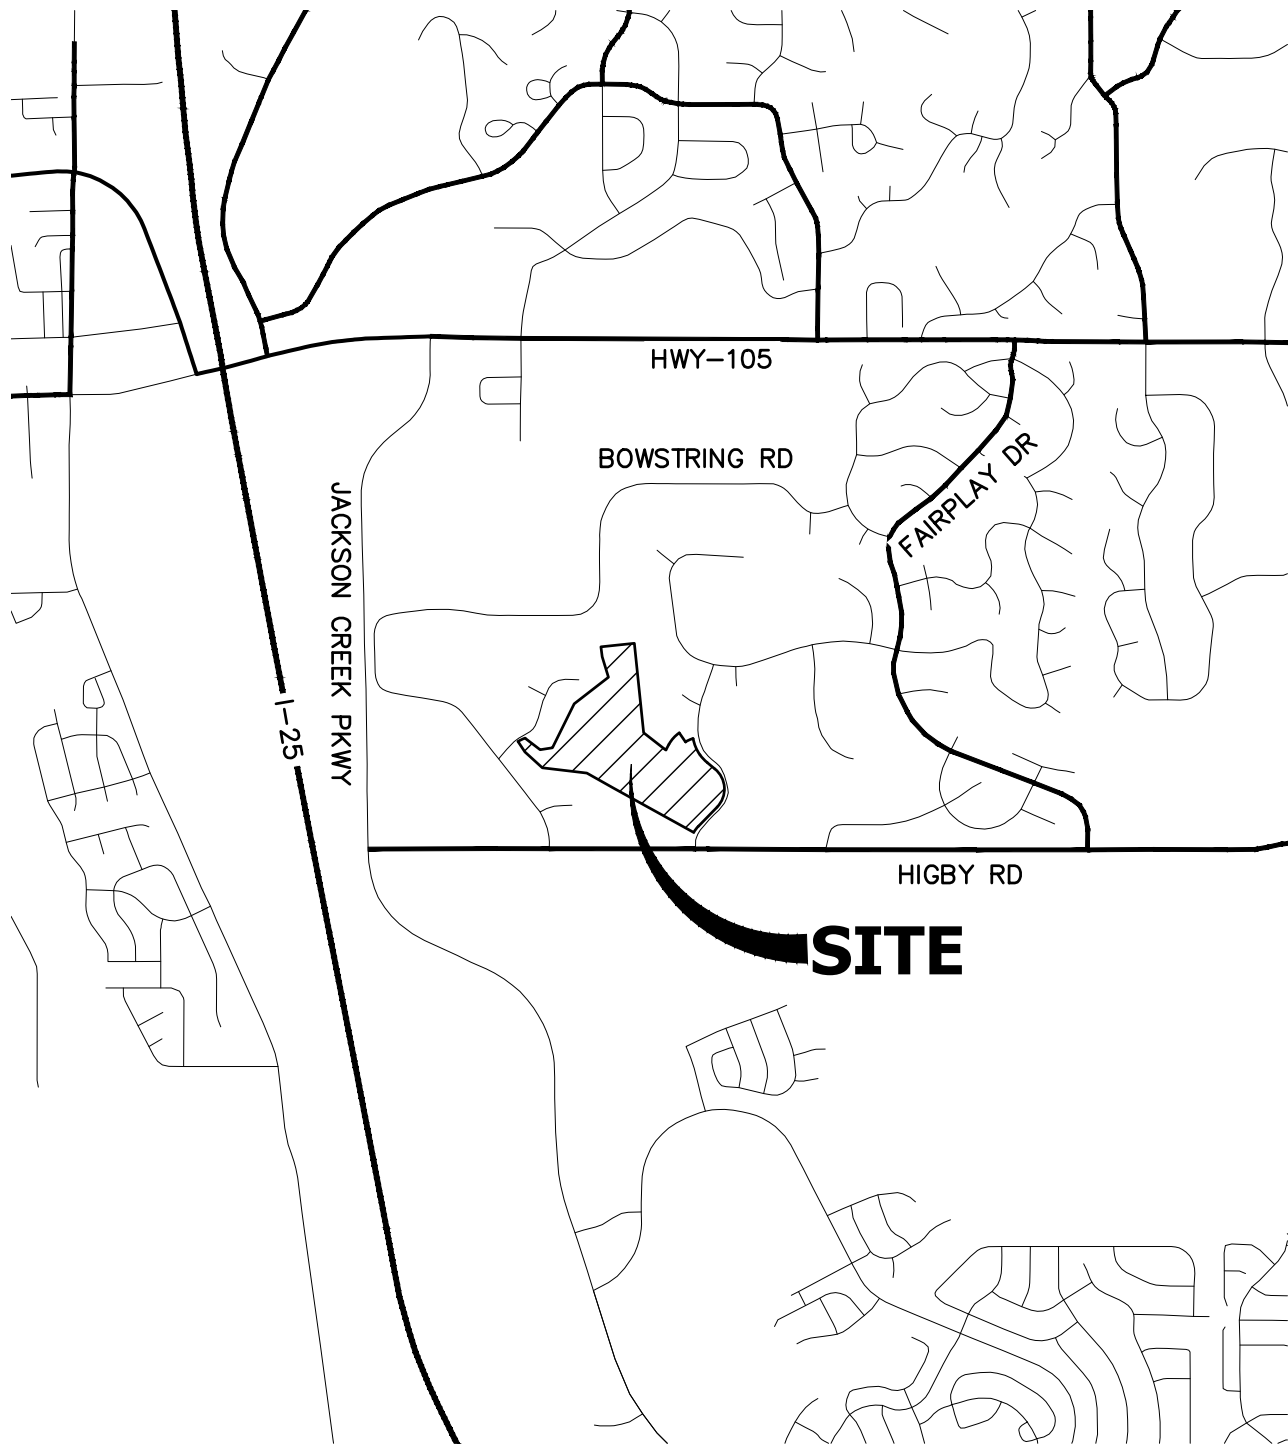 HWY-105
BOWSTRING RD
FAIRPLAY DR
JACKSON CREEK PKWY
I-25
HIGBY RD
SITE